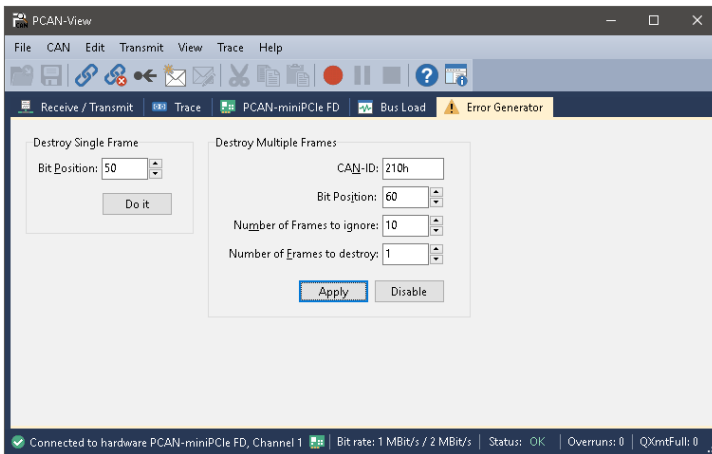 PCAN-View
File CAN Edit Transmit View Trace Help
Receive / Transmit Trace PCAN-miniPCIe FD Bus Load Error Generator
Destroy Single Frame
Bit Position: 50
Do it
Destroy Multiple Frames
CAN-ID: 210h
Bit Position: 60
Number of Frames to ignore: 10
Number of Frames to destroy: 1
Apply Disable
Connected to hardware PCAN-miniPCIe FD, Channel 1 Bit rate: 1 MBit/s / 2 MBit/s Status: OK Overruns: 0 QXmtFull: 0